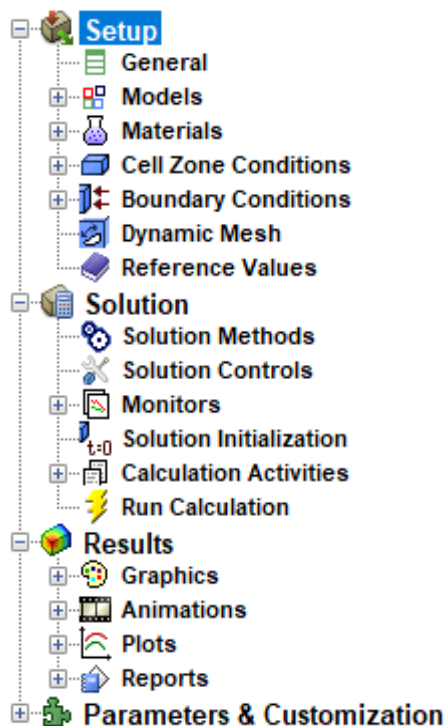 Setup
General
Models
Materials
Cell Zone Conditions
Boundary Conditions
Dynamic Mesh
Reference Values
Solution
Solution Methods
Solution Controls
Monitors
t=0 Solution Initialization
Calculation Activities
Run Calculation
Results
Graphics
Animations
Plots
Reports
Parameters & Customization